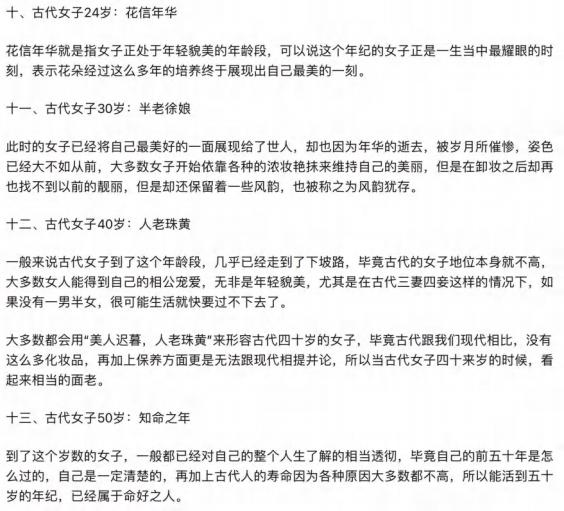 十、古代女子24岁：花信年华
花信年华就是指女子正处于年轻貌美的年龄段，可以说这个年纪的女子正是一生当中最耀眼的时
刻，表示花朵经过这么多年的培养终于展现出自己最美的一刻。
十一、古代女子30岁：半老徐娘
此时的女子已经将自己最美好的一面展现给了世人，却也因为年华的逝去，被岁月所催惨，姿色
已经大不如从前，大多数女子开始依靠各种的浓妆艳抹来维持自己的美丽，但是在卸妆之后却再
也找不到以前的靓丽，但是却还保留着一些风韵，也被称之为风韵犹存。
十二、古代女子40岁：人老珠黄
一般来说古代女子到了这个年龄段，几乎已经走到了下坡路，毕竟古代的女子地位本身就不高，
大多数女人能得到自己的相公宠爱，无非是年轻貌美，尤其是在古代三妻四妾这样的情况下，如
果没有一男半女，很可能生活就快要过不下去了。
大多数都会用“美人迟暮，人老珠黄”来形容古代四十岁的女子，毕竟古代跟我们现代相比，没有
这么多化妆品，再加上保养方面更是无法跟现代相提并论，所以当古代女子四十来岁的时候，看
起来相当的面老。
十三、古代女子50岁：知命之年
到了这个岁数的女子，一般都已经对自己的整个人生了解的相当透彻，毕竟自己的前五十年是怎
么过的，自己是一定清楚的，再加上古代人的寿命因为各种原因大多数都不高，所以能活到五十
岁的年纪，已经属于命好之人。